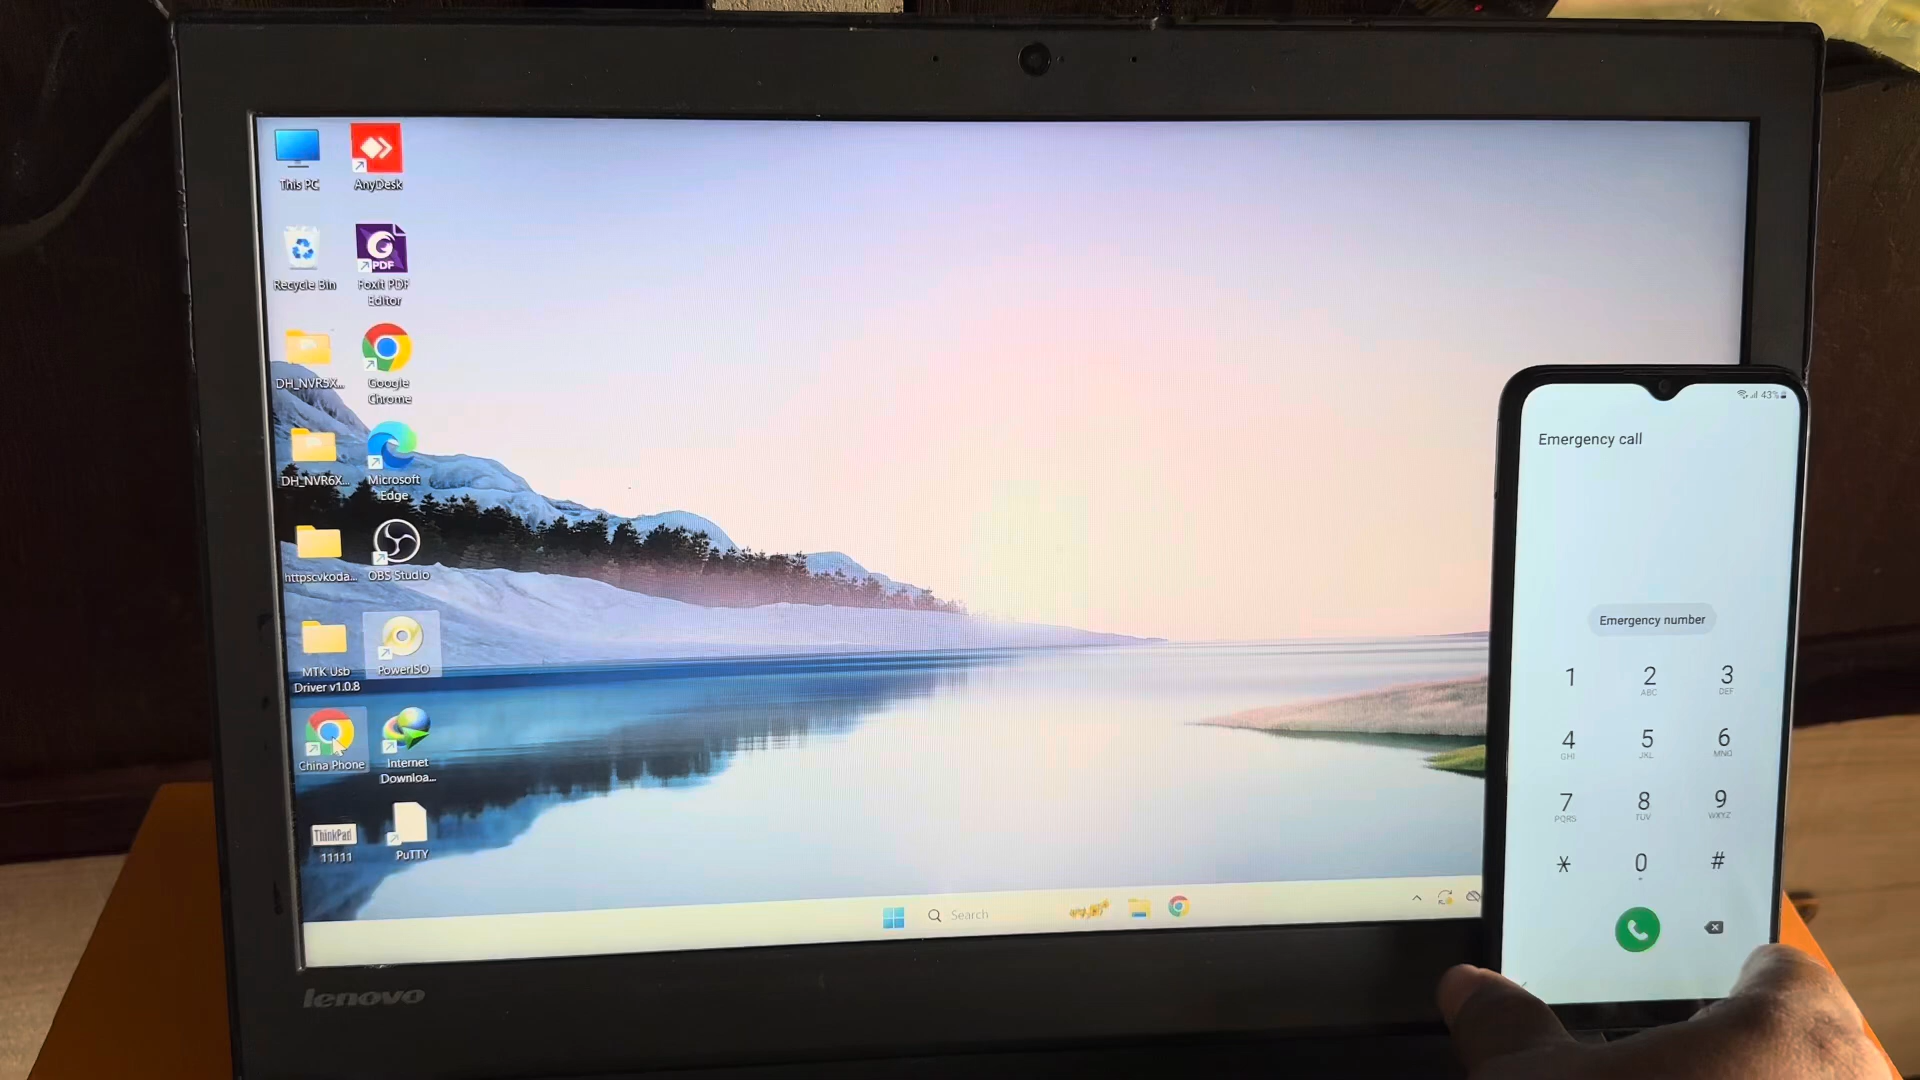 This PC
AnyDesk
Recycle Bin
PDF
Foxit PDF
Editor
DH_NVR5X...
Google
Chrome
DH_NVR6X...
Microsoft
Edge
httpscvkoda...
OBS Studio
MTK Usb
Driver v1.0.8
PowerISO
China Phone
Internet
Downloa...
ThinkPad
11111
PuTTY
Search
lenovo
43%
Emergency call
Emergency number
1
2
ABC
3
DEF
4
GHI
5
JKL
6
MNO
7
PQRS
8
TUV
9
WXYZ
*
0
#